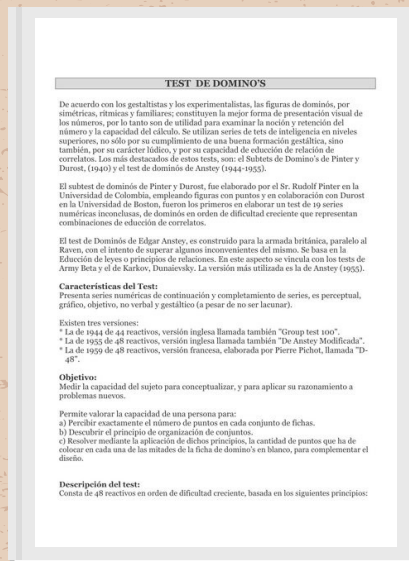 TEST DE DOMINO'S
De acuerdo con los gestaltistas y los experimentalistas, las figuras de dominós, por
simétricas, rítmicas y familiares; constituyen la mejor forma de presentación visual de
los números, por lo tanto son de utilidad para examinar la noción y retención del
número y la capacidad del cálculo. Se utilizan series de tets de inteligencia en niveles
superiores, no sólo por su cumplimiento de una buena formación gestáltica, sino
también, por su carácter lúdico, y por su capacidad de educción de relación de
correlatos. Los más destacados de estos tests, son: el Subtets de Domino's de Pinter y
Durost, (1940) y el test de dominós de Anstey (1944-1955).
El subtest de dominós de Pinter y Durost, fue elaborado por el Sr. Rudolf Pinter en la
Universidad de Colombia, empleando figuras con puntos y en colaboración con Durost
en la Universidad de Boston, fueron los primeros en elaborar un test de 19 series
numéricas inconclusas, de dominós en orden de dificultad creciente que representan
combinaciones de educción de correlatos.
El test de Dominós de Edgar Anstey, es construido para la armada británica, paralelo al
Raven, con el intento de superar algunos inconvenientes del mismo. Se basa en la
Educción de leyes o principios de relaciones. En este aspecto se vincula con los tests de
Army Beta y el de Karkov, Dunaievsky. La versión más utilizada es la de Anstey (1955).
Características del Test:
Presenta series numéricas de continuación y completamiento de series, es perceptual,
gráfico, objetivo, no verbal y gestáltico (a pesar de no ser lacunar).
Existen tres versiones:
* La de 1944 de 44 reactivos, versión inglesa llamada también "Group test 100".
* La de 1955 de 48 reactivos, versión inglesa llamada también "De Anstey Modificada".
* La de 1959 de 48 reactivos, versión francesa, elaborada por Pierre Pichot, llamada "D-
48".
Objetivo:
Medir la capacidad del sujeto para conceptualizar, y para aplicar su razonamiento a
problemas nuevos.
Permite valorar la capacidad de una persona para:
a) Percibir exactamente el número de puntos en cada conjunto de fichas.
b) Descubrir el principio de organización de conjuntos.
c) Resolver mediante la aplicación de dichos principios, la cantidad de puntos que ha de
colocar en cada una de las mitades de la ficha de domino's en blanco, para complementar el
diseño.
Descripción del test:
Consta de 48 reactivos en orden de dificultad creciente, basada en los siguientes principios: